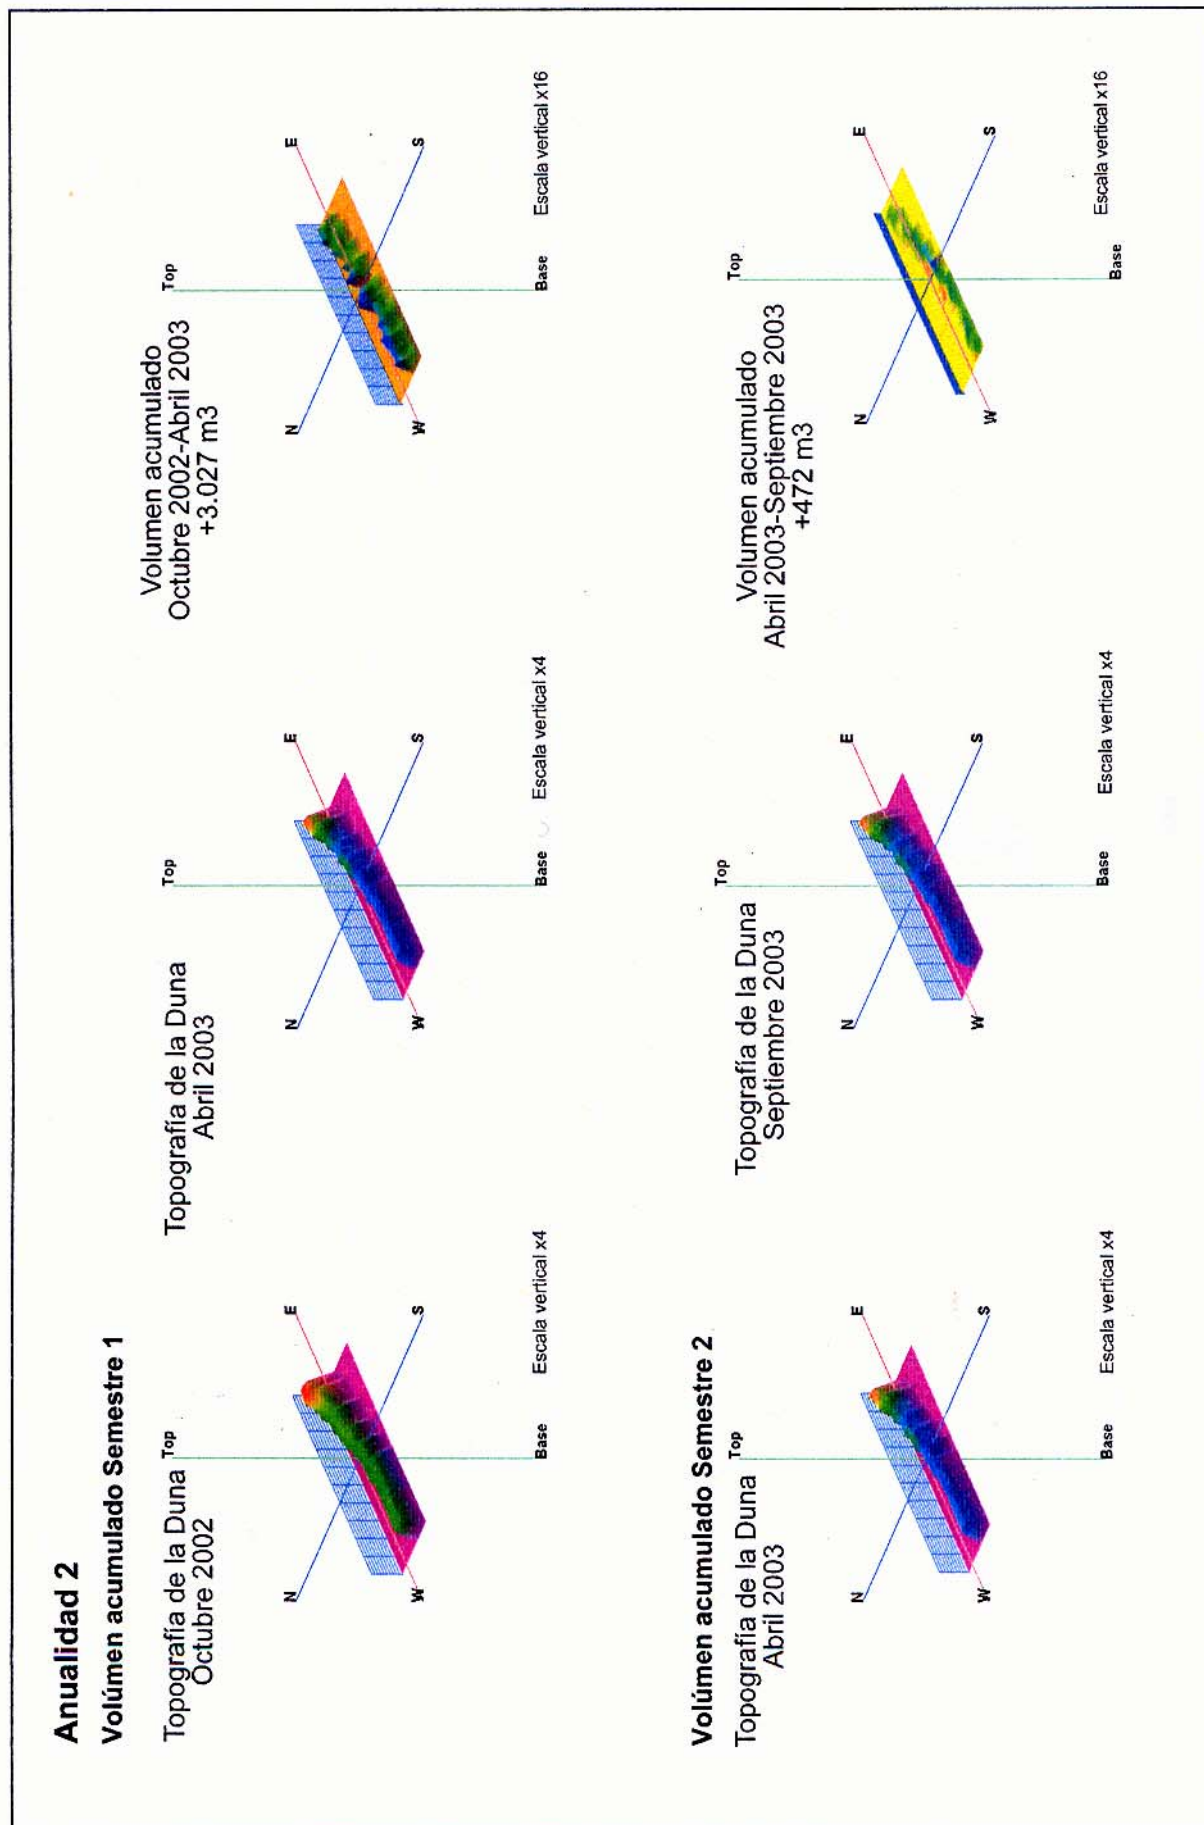 Anualidad 2
Volúmen acumulado Semestre 1
Topografía de la Duna
Octubre 2002
Top
N
E
W
S
Base
Escala vertical x4
Topografía de la Duna
Abril 2003
Top
N
E
W
S
Base
Escala vertical x4
Volumen acumulado
Octubre 2002-Abril 2003
+3.027 m3
Top
N
E
W
S
Base
Escala vertical x16
Volúmen acumulado Semestre 2
Topografía de la Duna
Abril 2003
Top
N
E
W
S
Base
Escala vertical x4
Topografía de la Duna
Septiembre 2003
Top
N
E
W
S
Base
Escala vertical x4
Volumen acumulado
Abril 2003-Septiembre 2003
+472 m3
Top
N
E
W
S
Base
Escala vertical x16